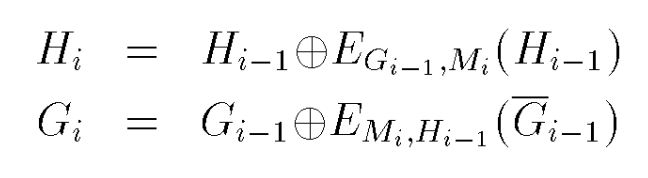 H_i = H_{i-1} ⊕ E_{G_{i-1}, M_i}(H_{i-1})
G_i = G_{i-1} ⊕ E_{M_i, H_{i-1}}(\overline{G}_{i-1})